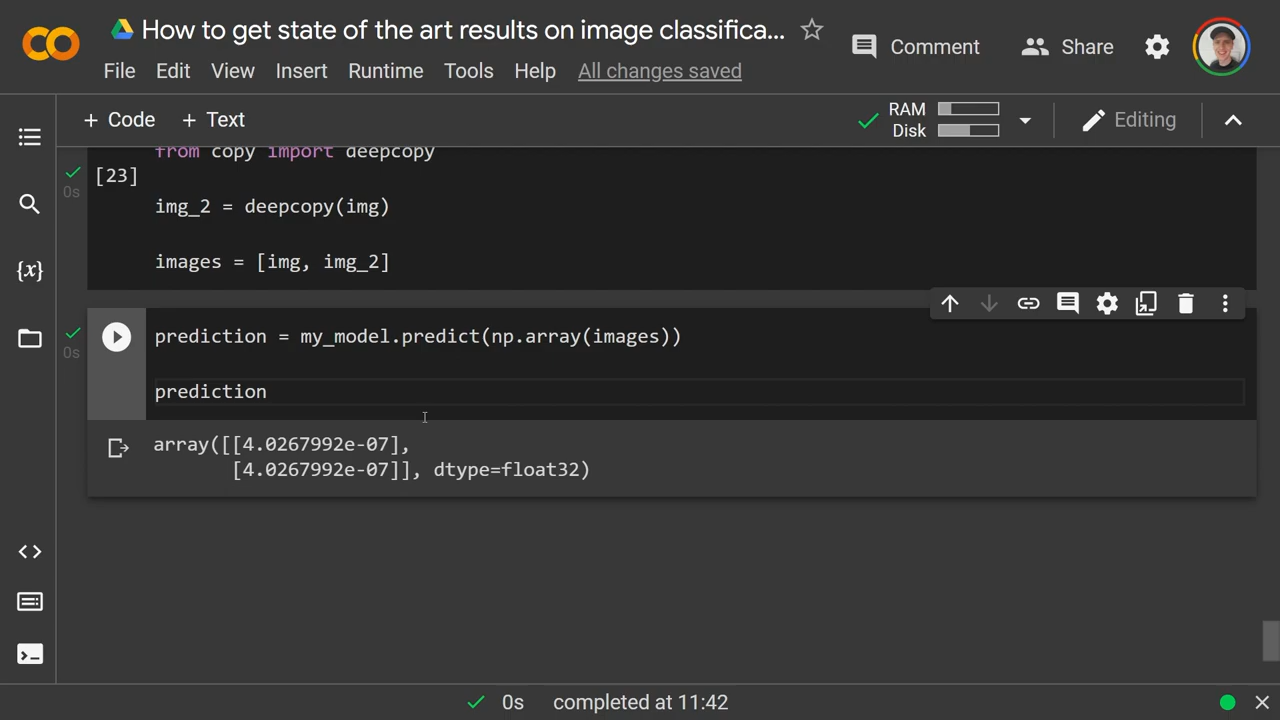 How to get state of the art results on image classifica...
Comment
Share
File Edit View Insert Runtime Tools Help All changes saved
+ Code + Text
RAM
Disk
Editing
from copy import deepcopy
[23]
0s
img_2 = deepcopy(img)
images = [img, img_2]
{x}
prediction = my_model.predict(np.array(images))
0s
prediction
array([[4.0267992e-07],
[4.0267992e-07]], dtype=float32)
0s completed at 11:42